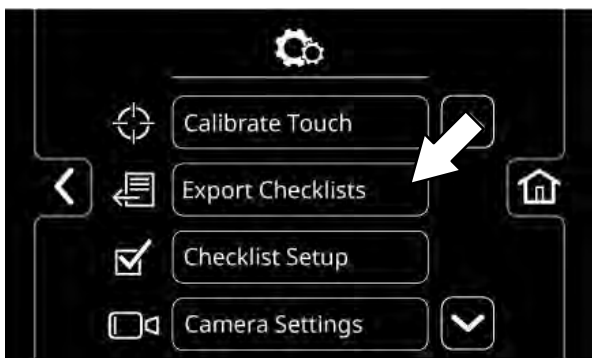 Calibrate Touch
Export Checklists
Checklist Setup
Camera Settings